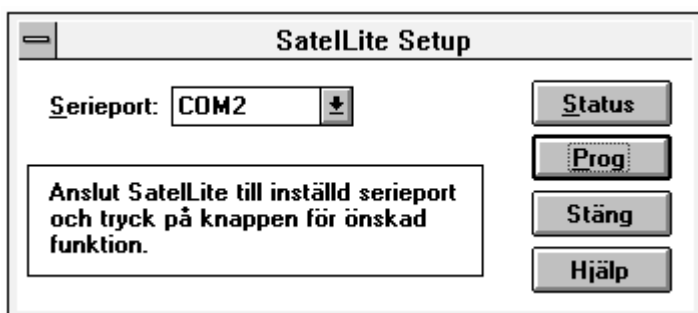 SatelLite Setup
Serieport: COM2
Status
Prog
Anslut SatelLite till inställd serieport
och tryck på knappen för önskad
funktion.
Stäng
Hjälp